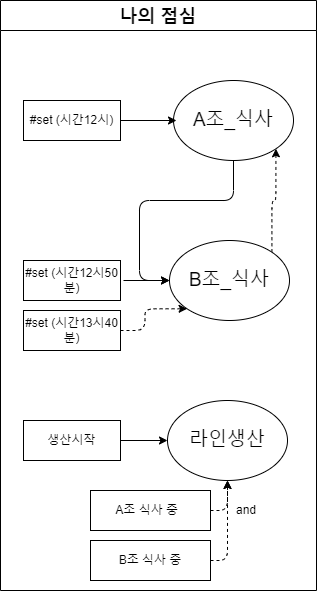 나의 점심
#set (시간12시)
A조_식사
#set (시간12시50
분)
B조_식사
#set (시간13시40
분)
생산시작
라인생산
A조 식사 중
and
B조 식사 중